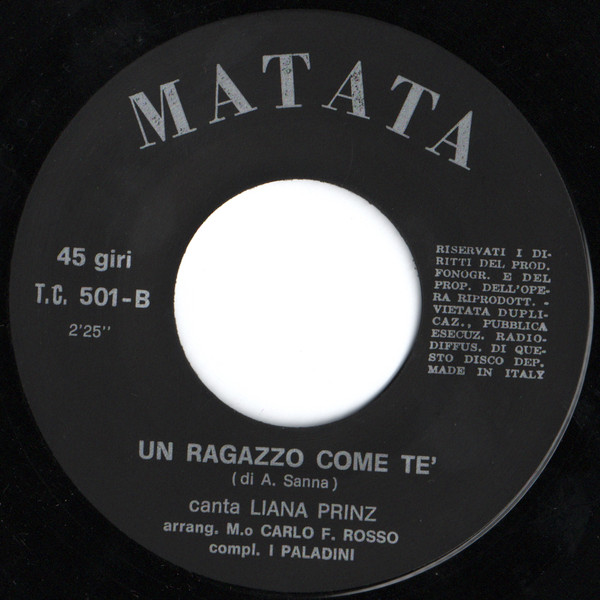 MATATA
45 giri
T.C. 501-B
2'25''
RISERVATI I DI-
RITTI DEL PROD.
FONOGR. E DEL
PROP. DELL'OPE-
RA RIPRODOTT. -
VIETATA DUPLI-
CAZ., PUBBLICA
ESECUZ. RADIO-
DIFFUS. DI QUE-
STO DISCO DEP.
MADE IN ITALY
UN RAGAZZO COME TE'
(di A. Sanna)
canta LIANA PRINZ
arrang. M.o CARLO F. ROSSO
compl. I PALADINI